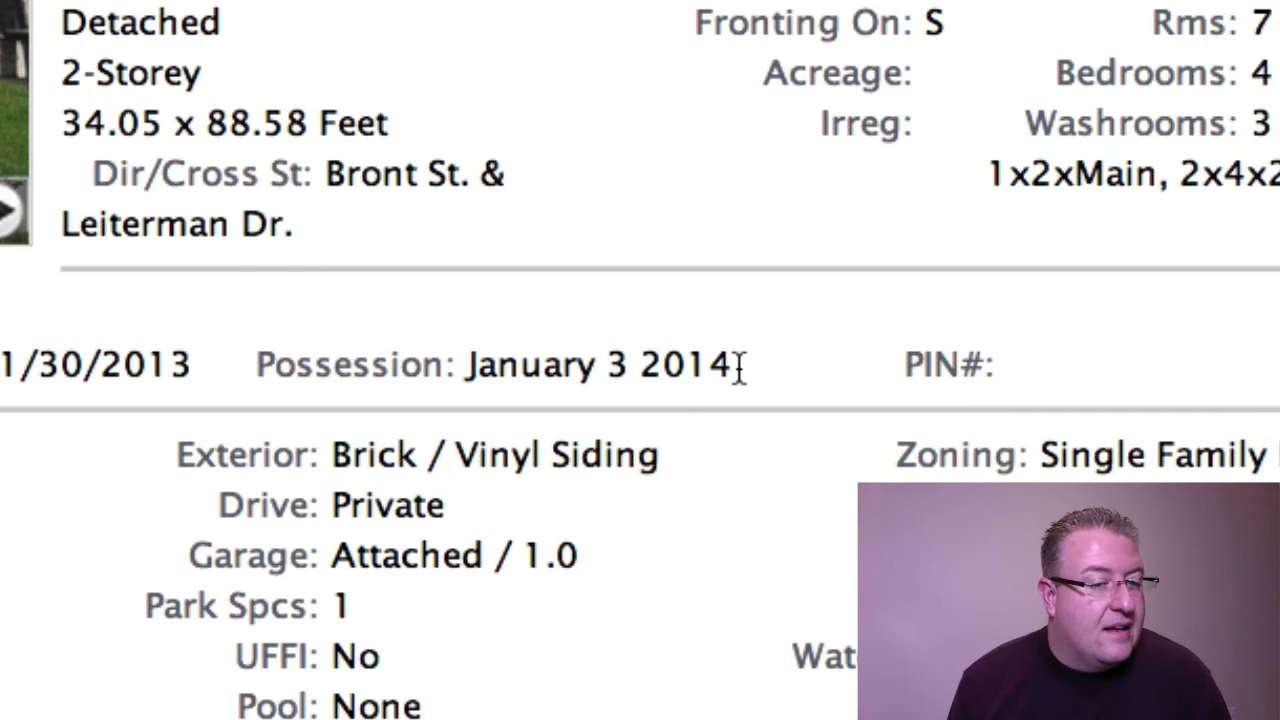 Detached Fronting On: S Rms: 7
2-Storey Acreage: Bedrooms: 4
34.05 x 88.58 Feet Irreg: Washrooms: 3
Dir/Cross St: Bront St. & 1x2xMain, 2x4x2
Leiterman Dr.
1/30/2013 Possession: January 3 2014 PIN#:
Exterior: Brick / Vinyl Siding Zoning: Single Family
Drive: Private
Garage: Attached / 1.0
Park Spcs: 1
UFFI: No
Pool: None